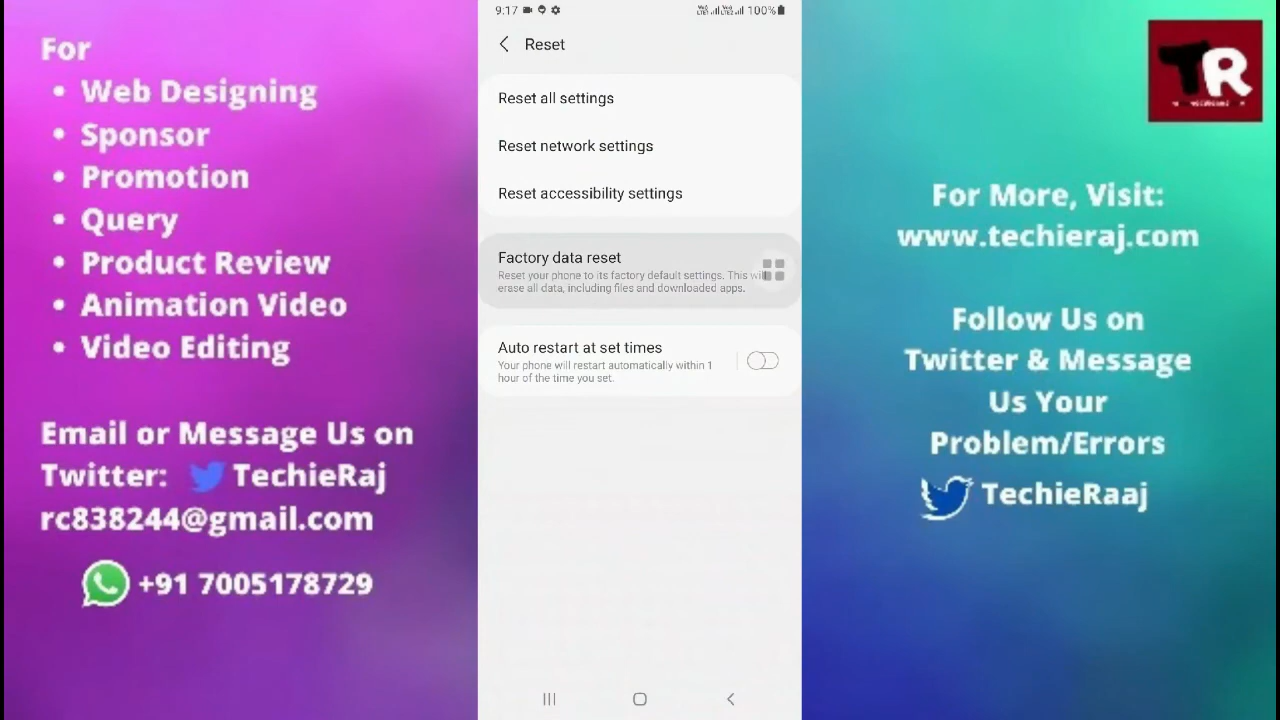 For
• Web Designing
• Sponsor
• Promotion
• Query
• Product Review
• Animation Video
• Video Editing
Email or Message Us on
Twitter: TechieRaj
rc838244@gmail.com
+91 7005178729
9:17
100%
Reset
Reset all settings
Reset network settings
Reset accessibility settings
Factory data reset
Reset your phone to its factory default settings. This will
erase all data, including files and downloaded apps.
Auto restart at set times
Your phone will restart automatically within 1
hour of the time you set.
TR
For More, Visit:
www.techieraj.com
Follow Us on
Twitter & Message
Us Your
Problem/Errors
TechieRaaj